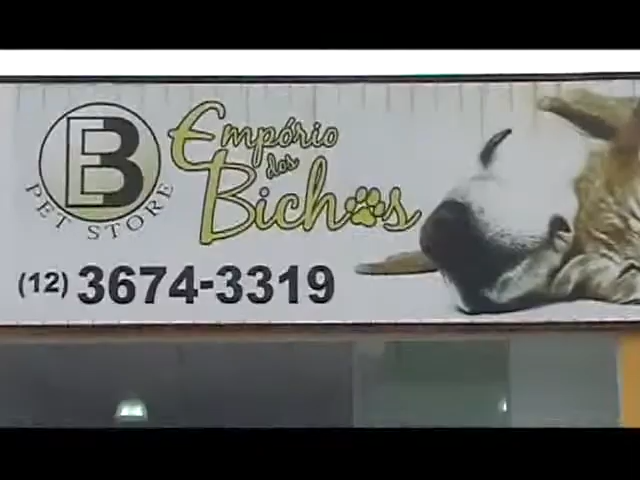 EB
PET STORE
Empório
dos
Bichos
(12) 3674-3319